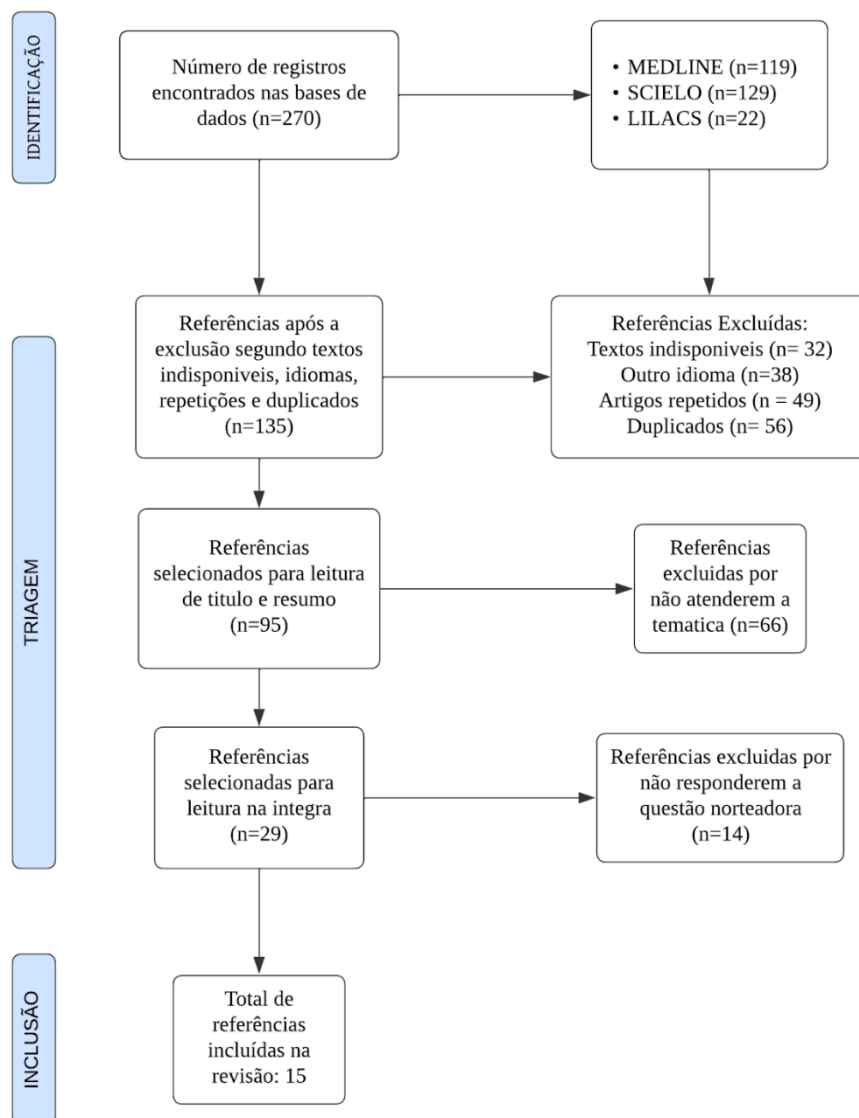 IDENTIFICAÇÃO
Número de registros
encontrados nas bases de
dados (n=270)
• MEDLINE (n=119)
• SCIELO (n=129)
• LILACS (n=22)
TRIAGEM
Referências após a
exclusão segundo textos
indisponiveis, idiomas,
repetições e duplicados
(n=135)
Referências Excluídas:
Textos indisponiveis (n= 32)
Outro idioma (n=38)
Artigos repetidos (n = 49)
Duplicados (n= 56)
Referências
selecionados para leitura
de titulo e resumo
(n=95)
Referências
excluidas por
não atenderem a
tematica (n=66)
Referências
selecionadas para
leitura na integra
(n=29)
Referências excluidas por
não responderem a
questão norteadora
(n=14)
INCLUSÃO
Total de
referências
incluídas na
revisão: 15